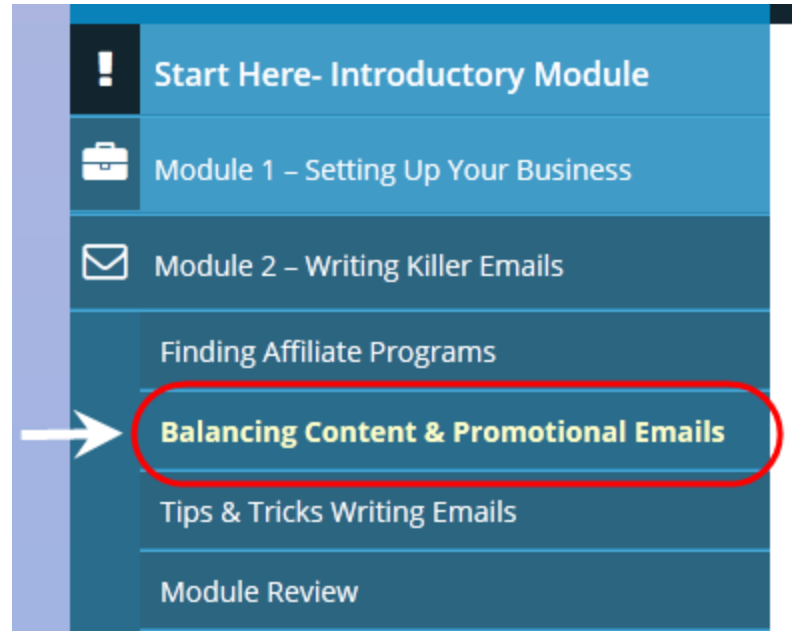 Start Here- Introductory Module
Module 1 – Setting Up Your Business
Module 2 – Writing Killer Emails
Finding Affiliate Programs
Balancing Content & Promotional Emails
Tips & Tricks Writing Emails
Module Review